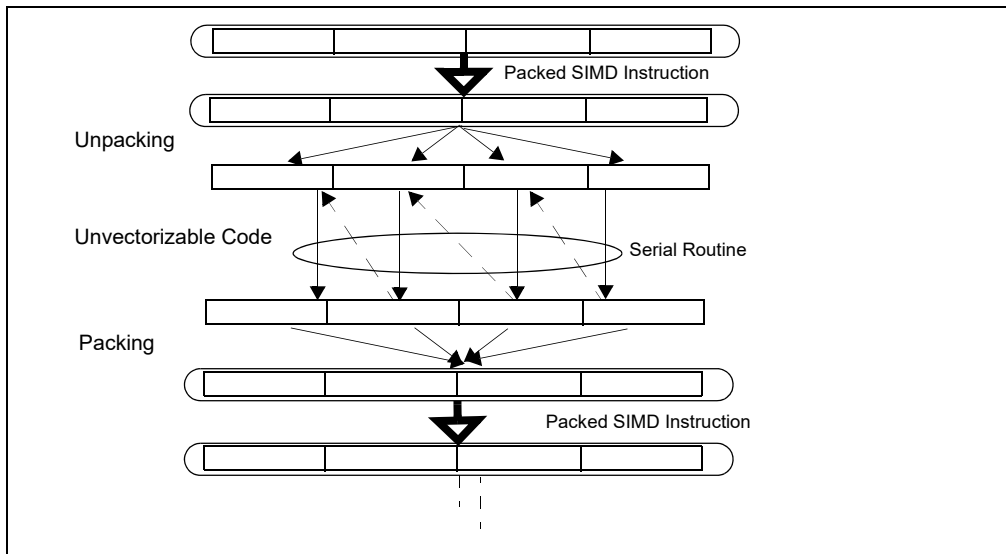 Packed SIMD Instruction
Unpacking
Unvectorizable Code
Serial Routine
Packing
Packed SIMD Instruction